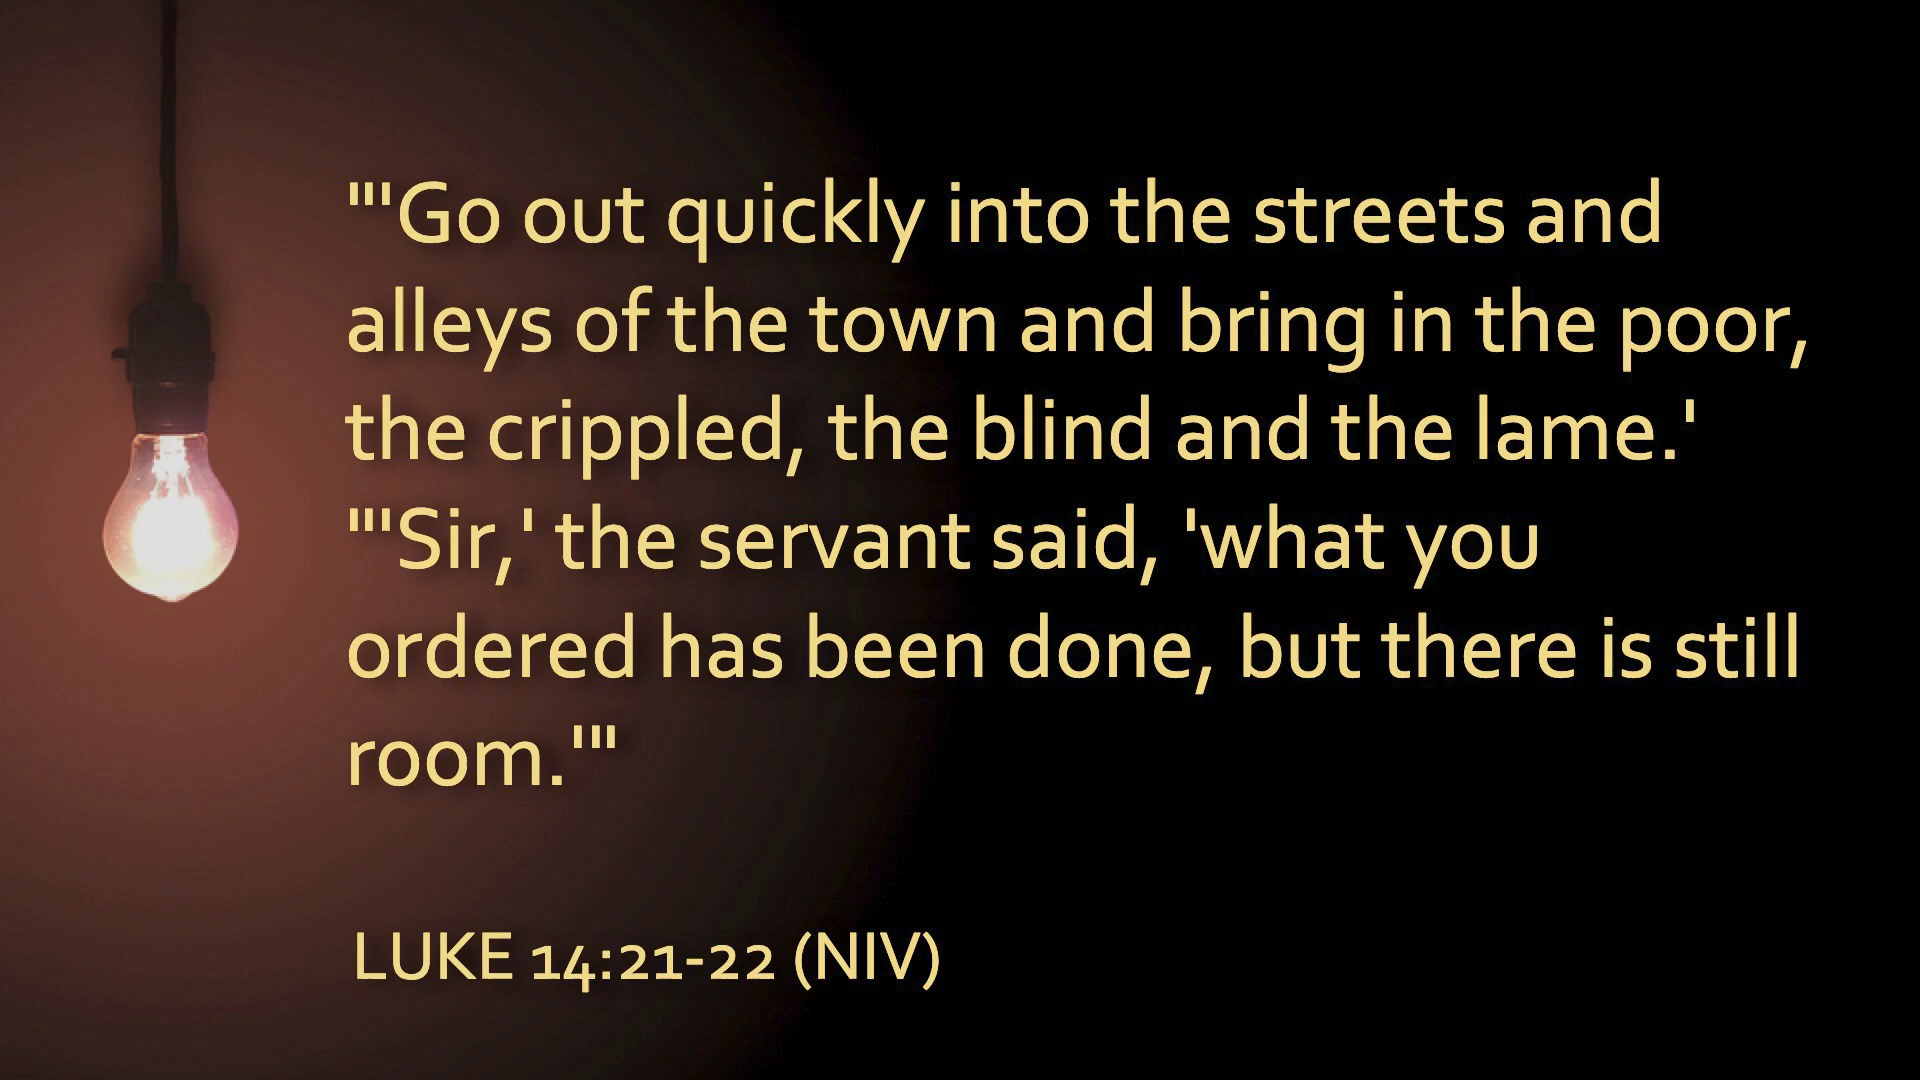 "'Go out quickly into the streets and
alleys of the town and bring in the poor,
the crippled, the blind and the lame.'
"'Sir,' the servant said, 'what you
ordered has been done, but there is still
room.'"
LUKE 14:21-22 (NIV)